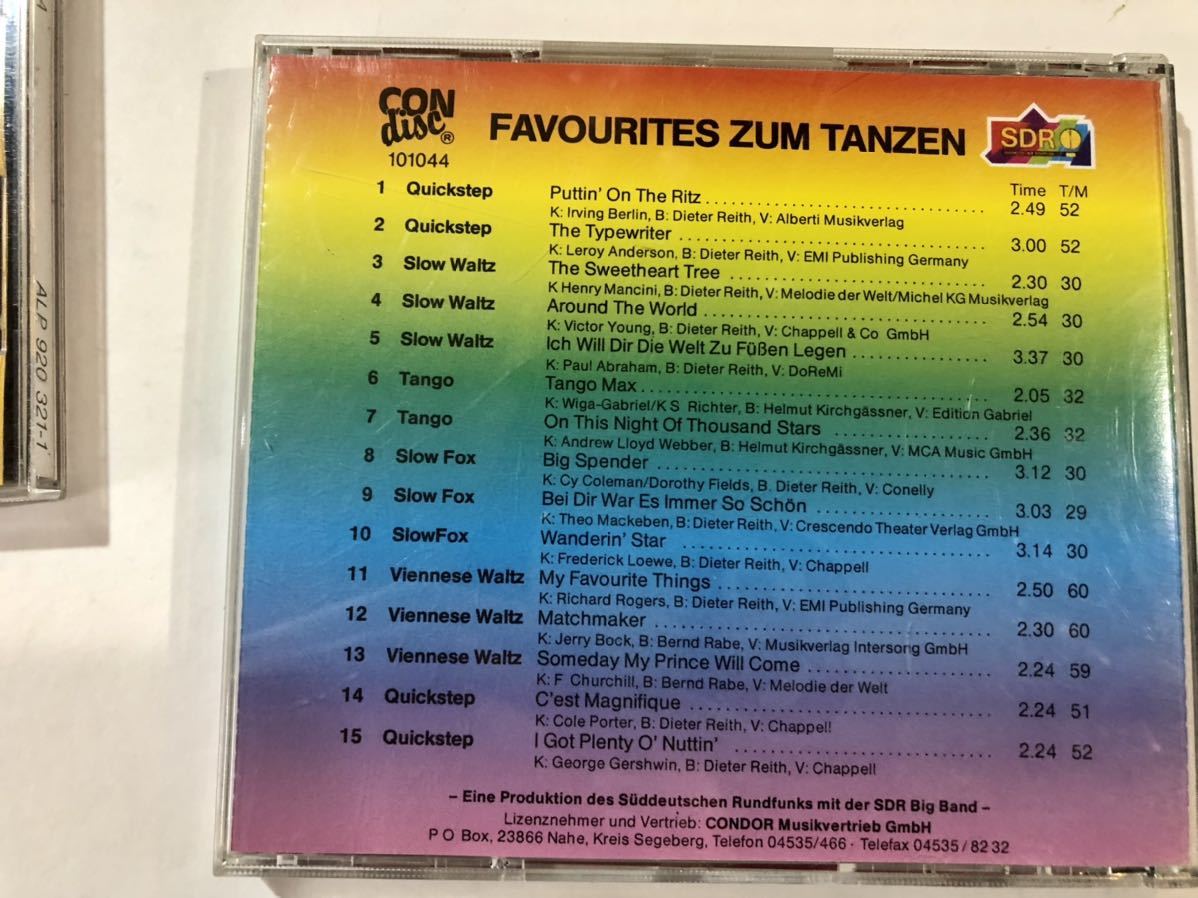 ALP 920 321-1
CON
disc®
101044
FAVOURITES ZUM TANZEN
SDR
Time T/M
1 Quickstep Puttin' On The Ritz 2.49 52
K: Irving Berlin, B: Dieter Reith, V: Alberti Musikverlag
2 Quickstep The Typewriter 3.00 52
K: Leroy Anderson, B: Dieter Reith, V: EMI Publishing Germany
3 Slow Waltz The Sweetheart Tree 2.30 30
K Henry Mancini, B: Dieter Reith, V: Melodie der Welt/Michel KG Musikverlag
4 Slow Waltz Around The World 2.54 30
K: Victor Young, B: Dieter Reith, V: Chappell & Co GmbH
5 Slow Waltz Ich Will Dir Die Welt Zu Füßen Legen 3.37 30
K: Paul Abraham, B: Dieter Reith, V: DoReMi
6 Tango Tango Max 2.05 32
K: Wiga-Gabriel/K S Richter, B: Helmut Kirchgässner, V: Edition Gabriel
7 Tango On This Night Of Thousand Stars 2.36 32
K: Andrew Lloyd Webber, B: Helmut Kirchgässner, V: MCA Music GmbH
8 Slow Fox Big Spender 3.12 30
K: Cy Coleman/Dorothy Fields, B. Dieter Reith, V: Conelly
9 Slow Fox Bei Dir War Es Immer So Schön 3.03 29
K: Theo Mackeben, B: Dieter Reith, V: Crescendo Theater Verlag GmbH
10 SlowFox Wanderin' Star 3.14 30
K: Frederick Loewe, B: Dieter Reith, V: Chappell
11 Viennese Waltz My Favourite Things 2.50 60
K: Richard Rogers, B: Dieter Reith, V: EMI Publishing Germany
12 Viennese Waltz Matchmaker 2.30 60
K: Jerry Bock, B: Bernd Rabe, V: Musikverlag Intersong GmbH
13 Viennese Waltz Someday My Prince Will Come 2.24 59
K: F Churchill, B: Bernd Rabe, V: Melodie der Welt
14 Quickstep C'est Magnifique 2.24 51
K: Cole Porter, B: Dieter Reith, V: Chappell
15 Quickstep I Got Plenty O' Nuttin' 2.24 52
K: George Gershwin, B: Dieter Reith, V: Chappell
– Eine Produktion des Süddeutschen Rundfunks mit der SDR Big Band –
Lizenznehmer und Vertrieb: CONDOR Musikvertrieb GmbH
P O Box, 23866 Nahe, Kreis Segeberg, Telefon 04535/466 · Telefax 04535/82 32